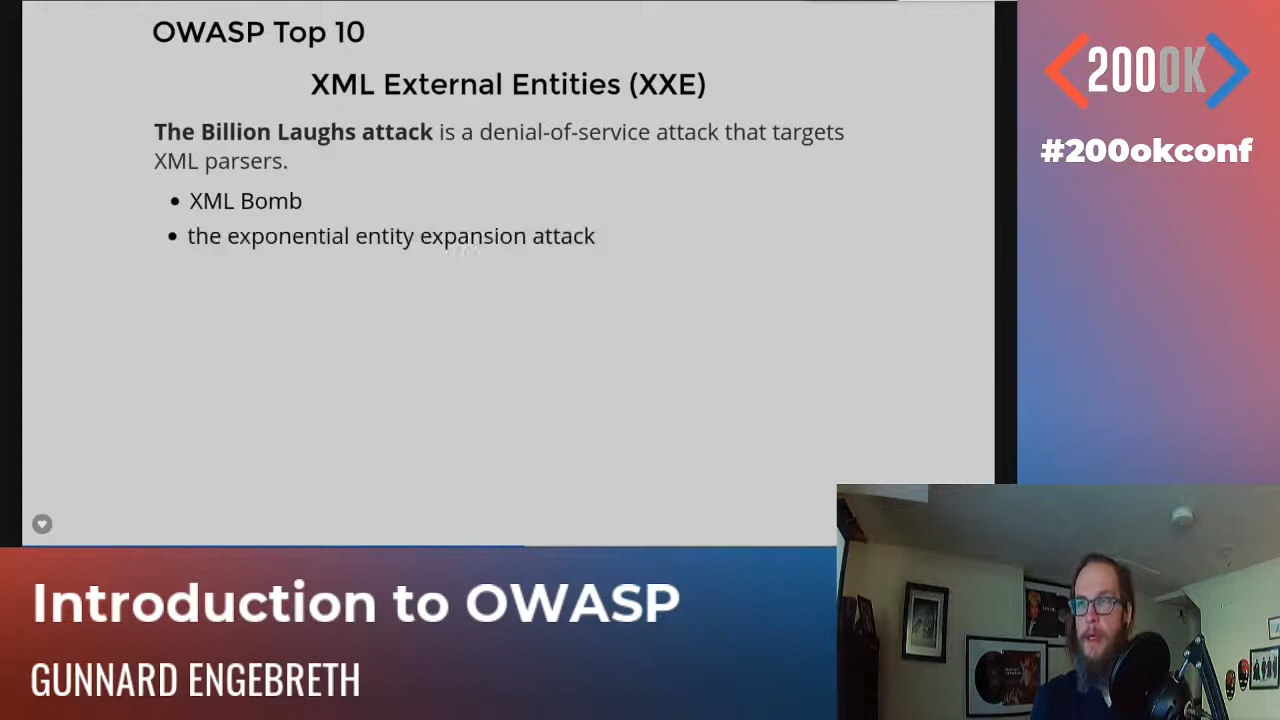 OWASP Top 10
XML External Entities (XXE)
The Billion Laughs attack is a denial-of-service attack that targets
XML parsers.
• XML Bomb
• the exponential entity expansion attack
200OK
#200okconf
Introduction to OWASP
GUNNARD ENGEBRETH